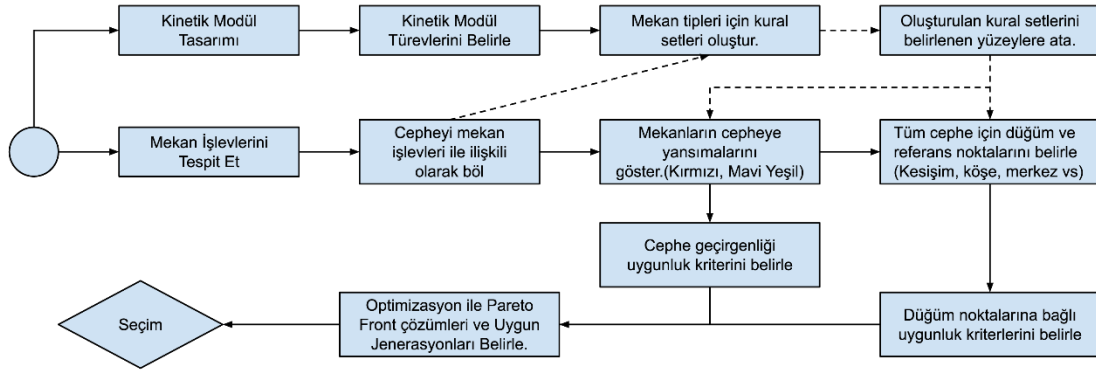 Kinetik Modül
Tasarımı
Kinetik Modül
Türevlerini Belirle
Mekan tipleri için kural
setleri oluştur.
Oluşturulan kural setlerini
belirlenen yüzeylere ata.
Mekan İşlevlerini
Tespit Et
Cepheyi mekan
işlevleri ile ilişkili
olarak böl
Mekanların cepheye
yansımalarını
göster.(Kırmızı, Mavi Yeşil)
Tüm cephe için düğüm ve
referans noktalarını belirle
(Kesişim, köşe, merkez vs)
Cephe geçirgenliği
uygunluk kriterini belirle
Seçim
Optimizasyon ile Pareto
Front çözümleri ve Uygun
Jenerasyonları Belirle.
Düğüm noktalarına bağlı
uygunluk kriterlerini belirle